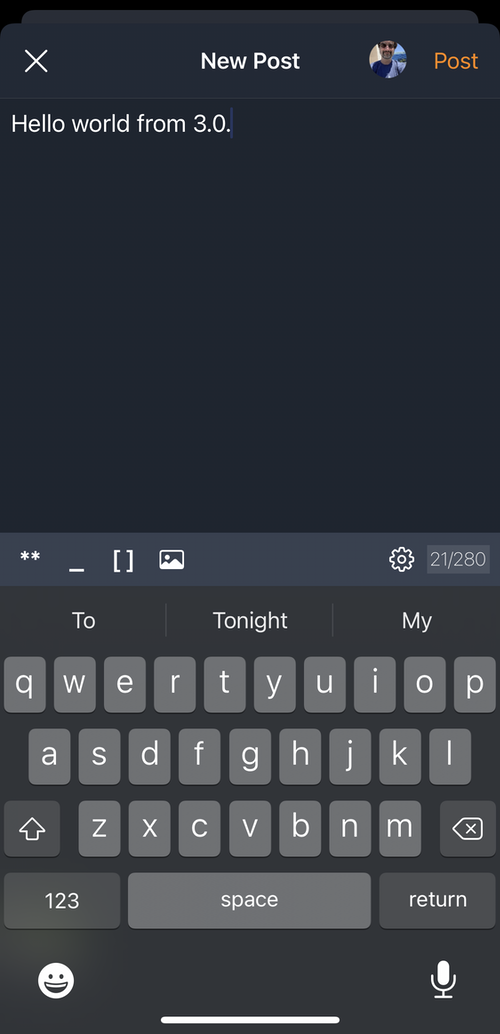 New Post
Post
Hello world from 3.0.
** _ [ ]
21/280
To Tonight My
q w e r t y u i o p
a s d f g h j k l
z x c v b n m
123 space return